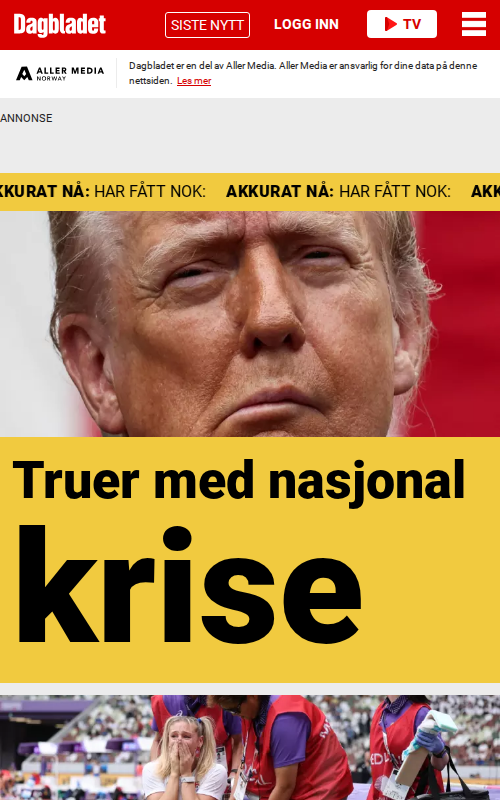 Dagbladet
SISTE NYTT
LOGG INN
TV
ALLER MEDIA
NORWAY
Dagbladet er en del av Aller Media. Aller Media er ansvarlig for dine data på denne
nettsiden. Les mer
ANNONSE
KKURAT NÅ: HAR FÅTT NOK: AKKURAT NÅ: HAR FÅTT NOK: AKK
Truer med nasjonal
krise